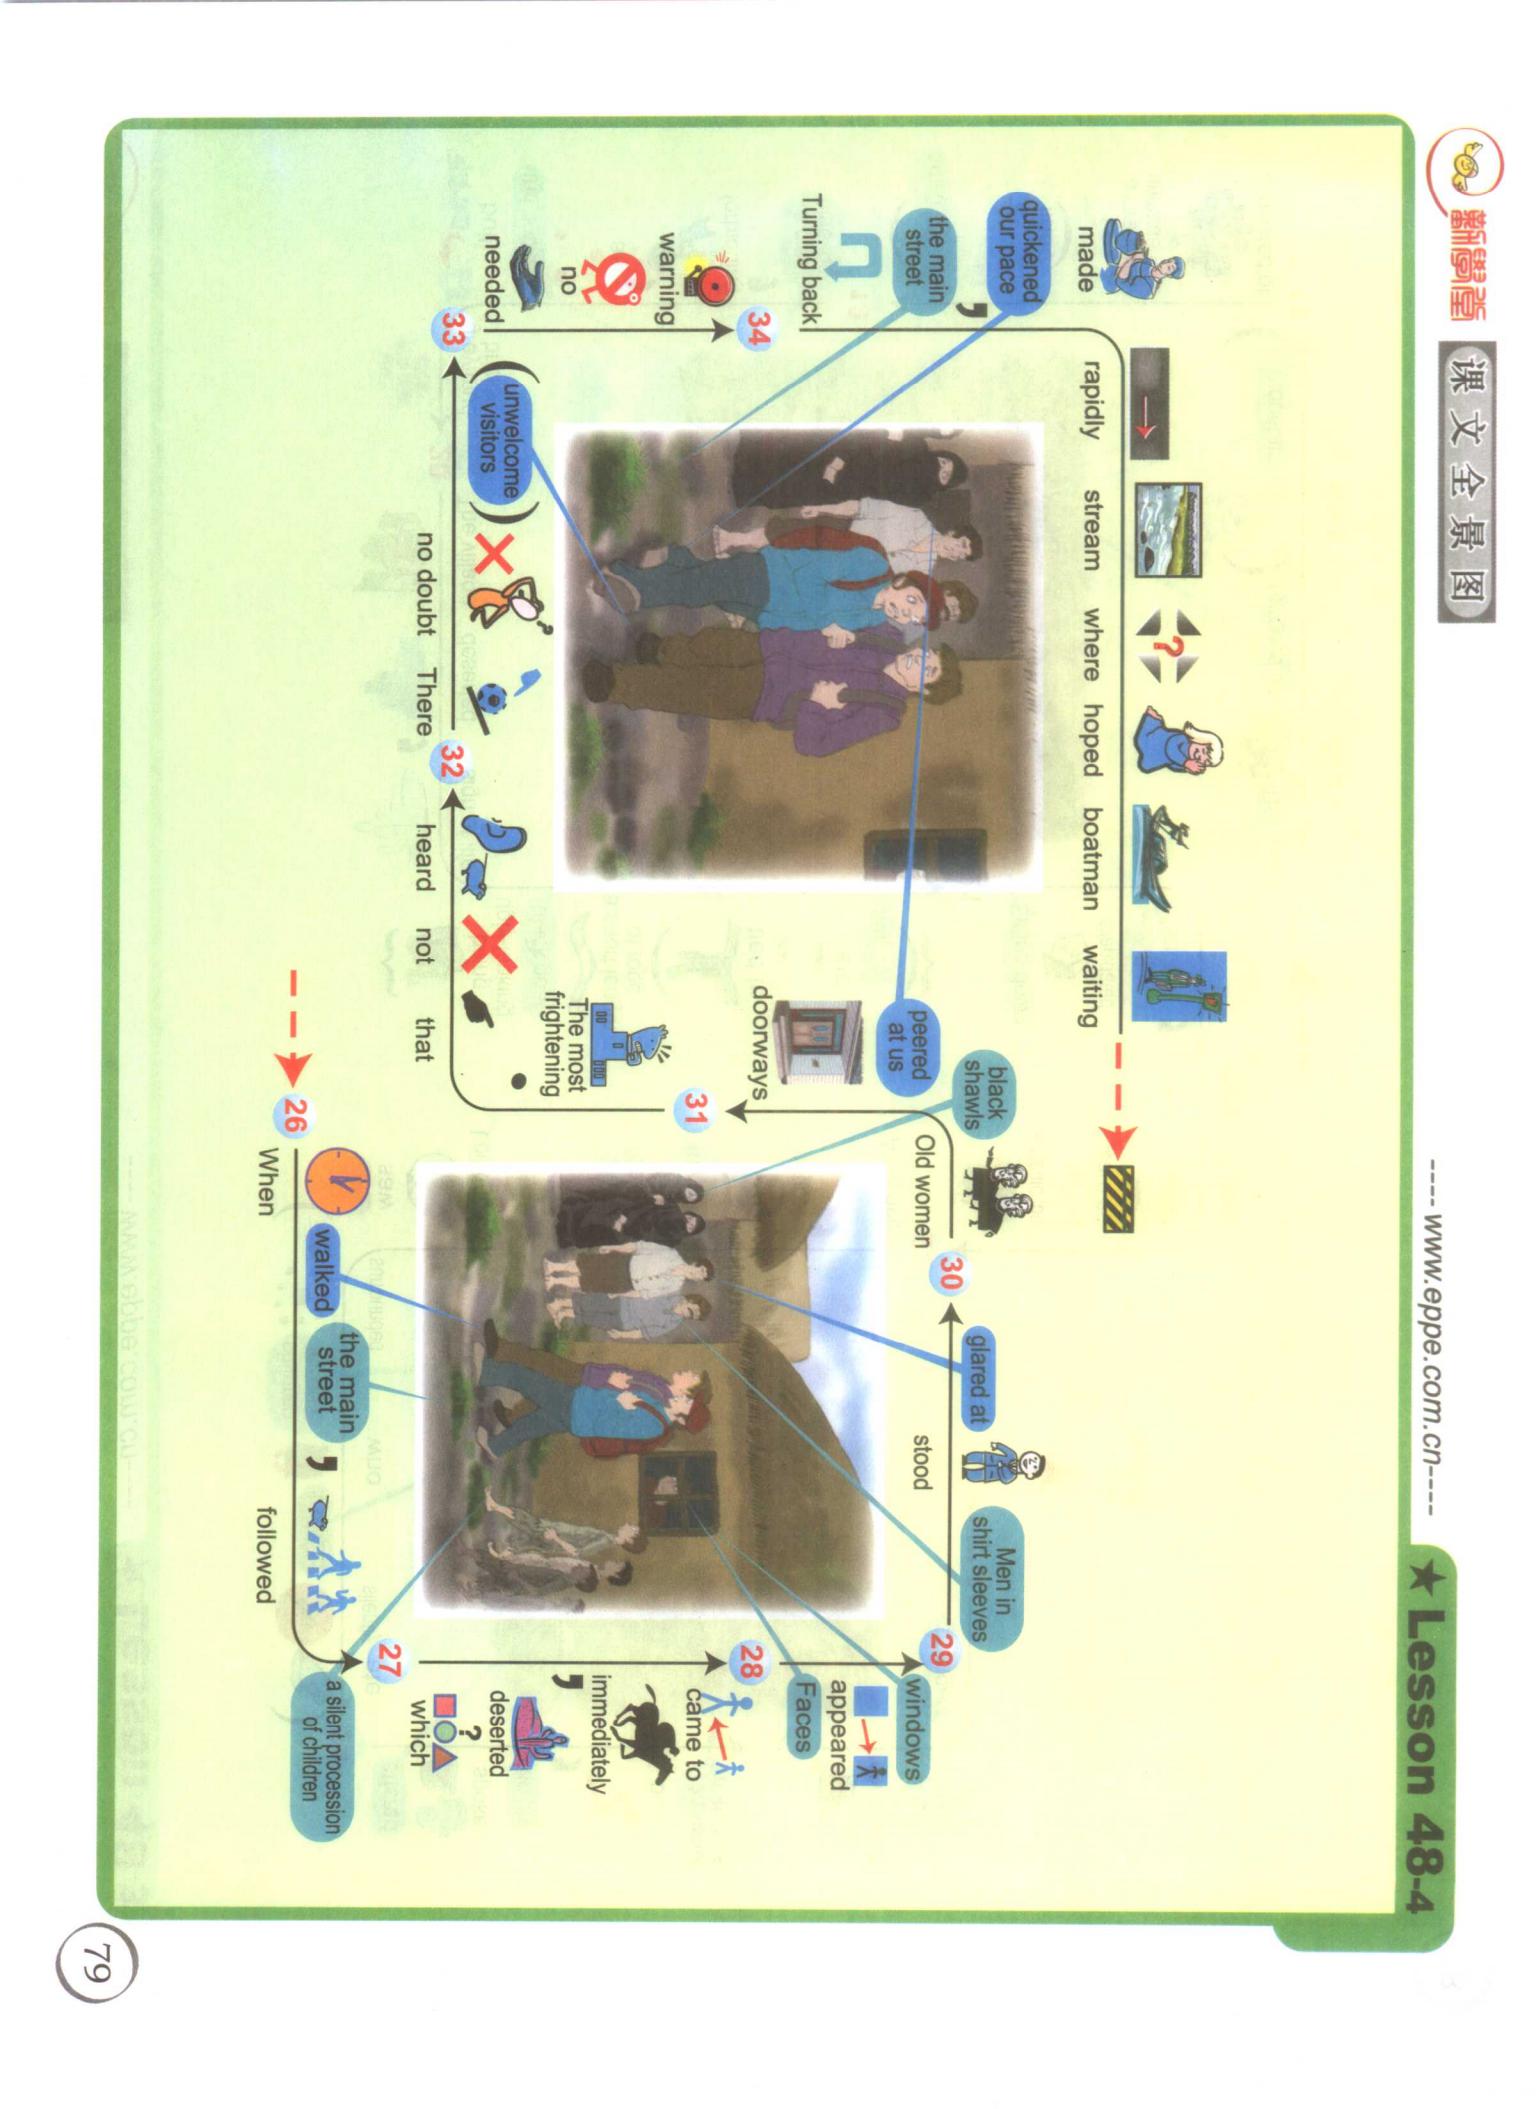 新學堂
课文全景图
---- www.eppe.com.cn----
★ Lesson 48-4
made
rapidly
stream
where
hoped
boatman
waiting
quickened
our pace
,
the main
street
Turning back
34
warning
no
needed
33
(unwelcome
visitors)
no doubt
There
32
heard
not
that
The most
frightening
31
doorways
peered
at us
black
shawls
Old women
30
glared at
stood
Men in
shirt sleeves
29
windows
appeared
Faces
28
came to
immediately
,
deserted
?
which
27
a silent procession
of children
26
When
walked
the main
street
,
followed
79